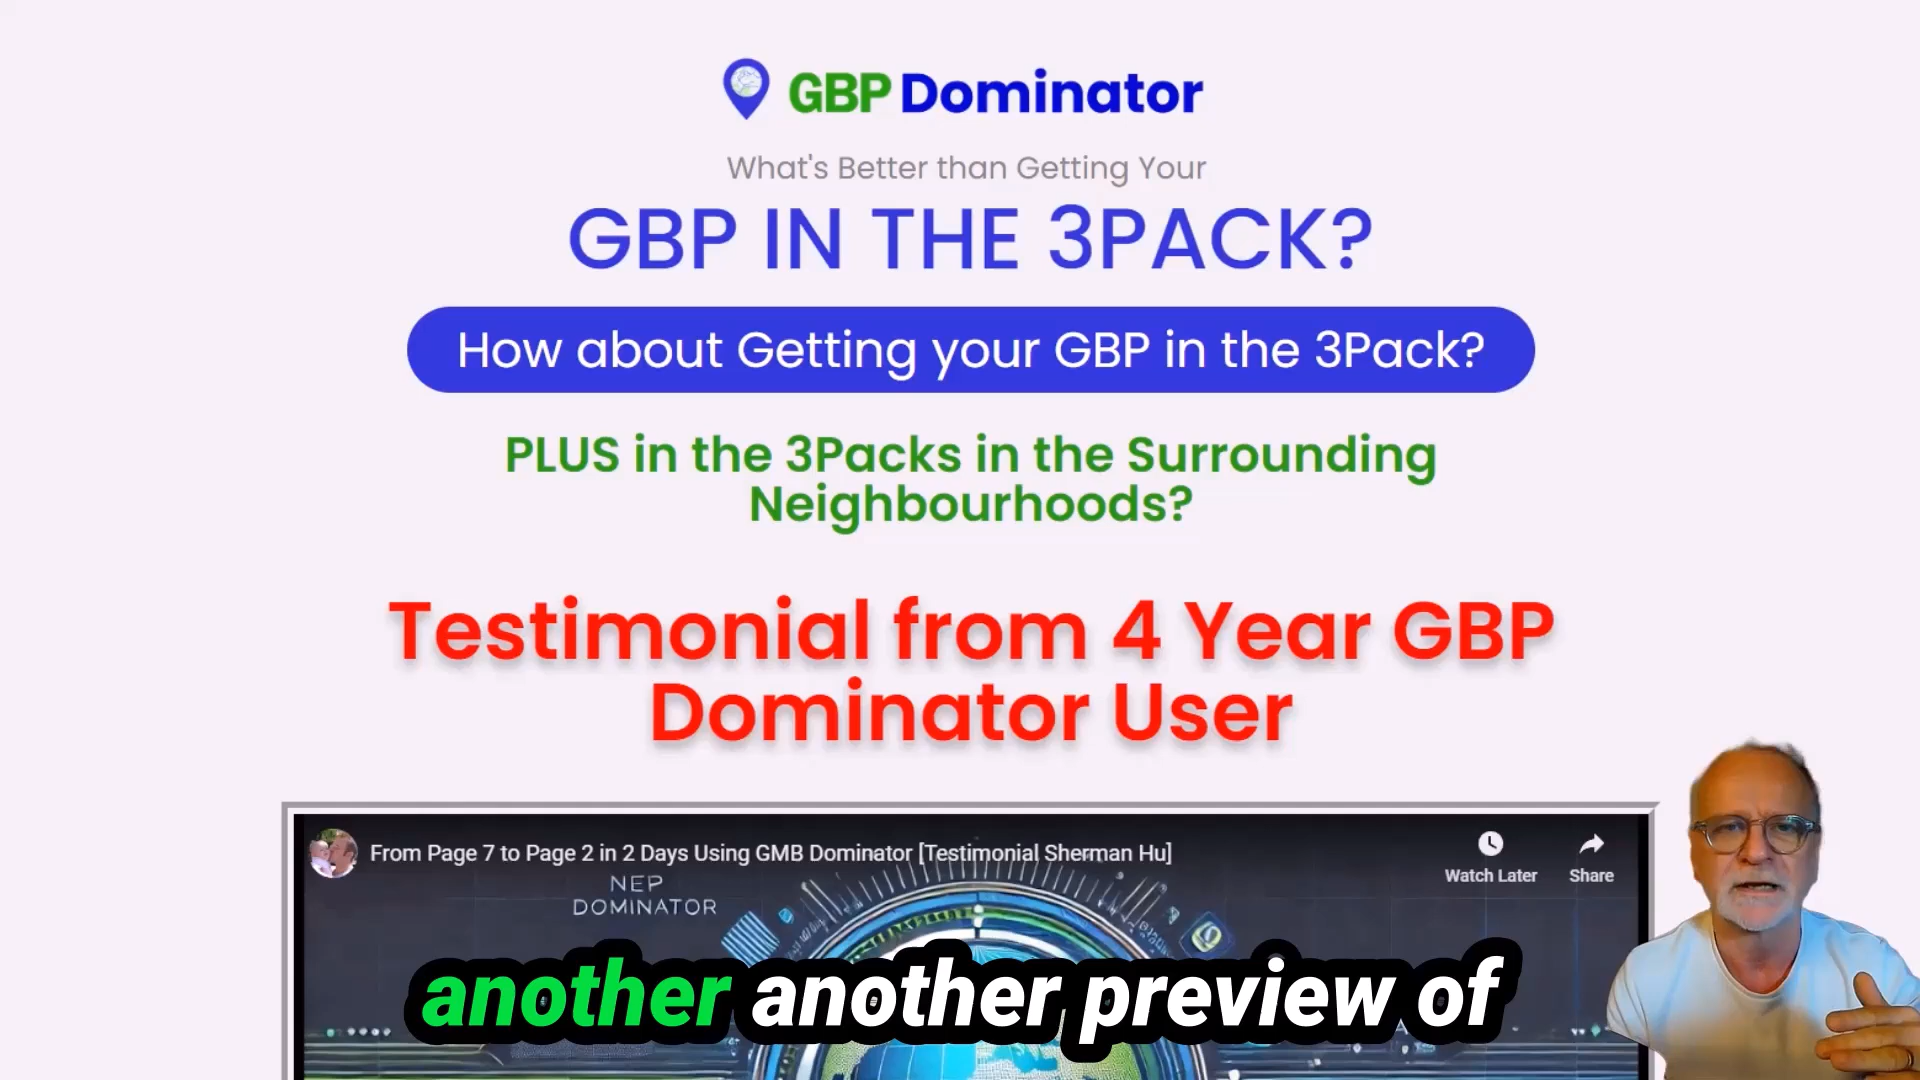 GBP Dominator
What's Better than Getting Your
GBP IN THE 3PACK?
How about Getting your GBP in the 3Pack?
PLUS in the 3Packs in the Surrounding
Neighbourhoods?
Testimonial from 4 Year GBP
Dominator User
From Page 7 to Page 2 in 2 Days Using GMB Dominator [Testimonial Sherman Hu]
Watch Later
Share
NEP
DOMINATOR
another another preview of